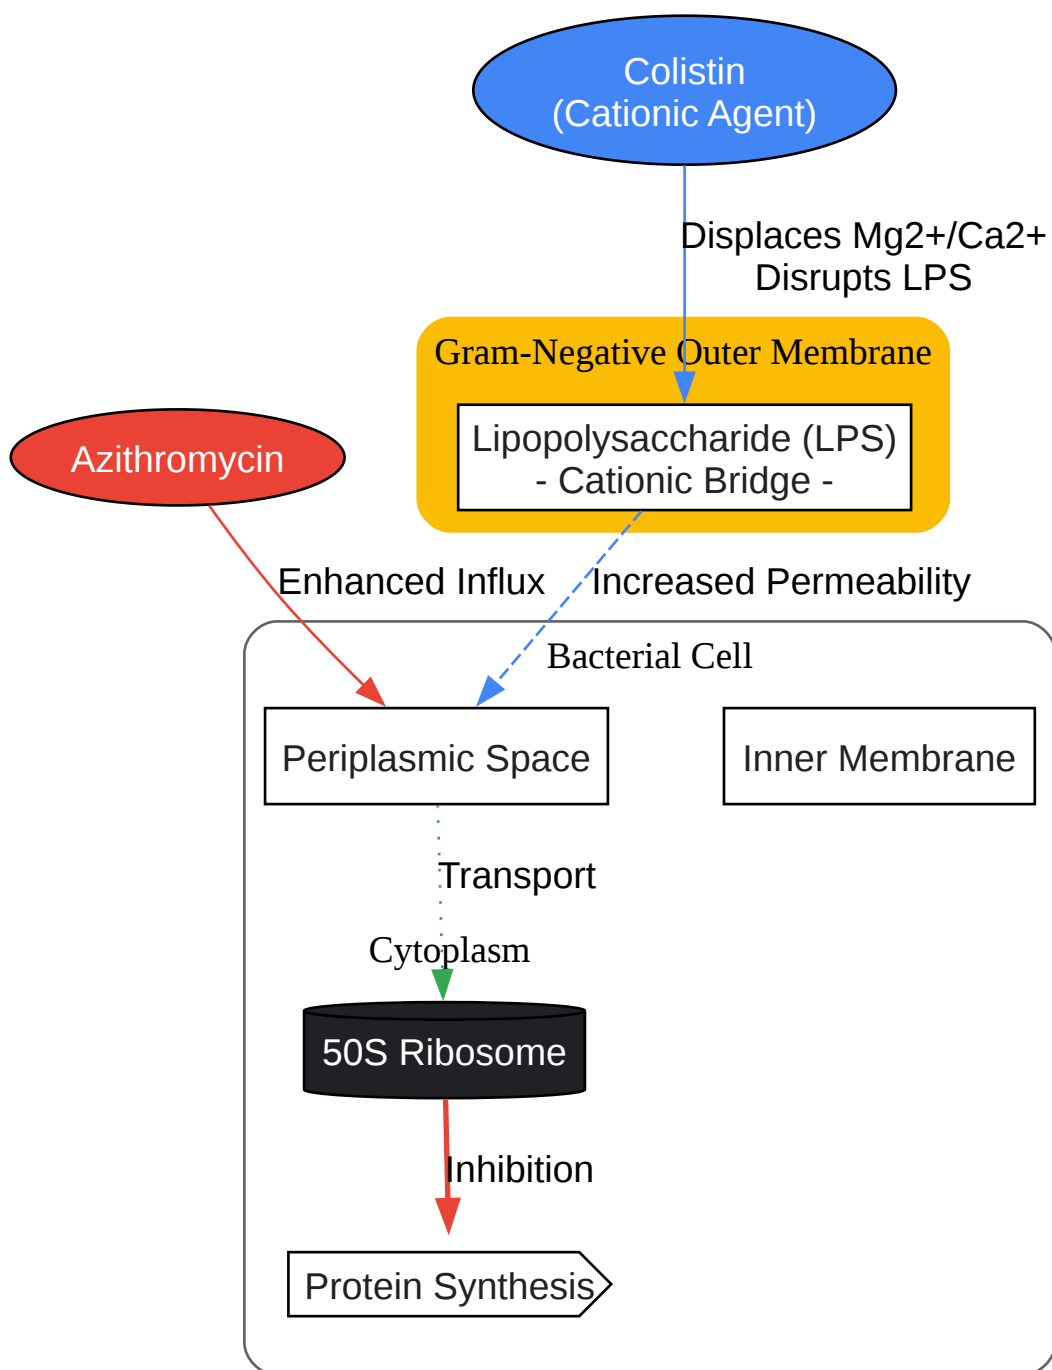 Colistin
(Cationic Agent)
Displaces Mg2+/Ca2+
Disrupts LPS
Gram-Negative Outer Membrane
Lipopolysaccharide (LPS)
- Cationic Bridge -
Azithromycin
Enhanced Influx
Increased Permeability
Bacterial Cell
Periplasmic Space
Inner Membrane
Transport
Cytoplasm
50S Ribosome
Inhibition
Protein Synthesis